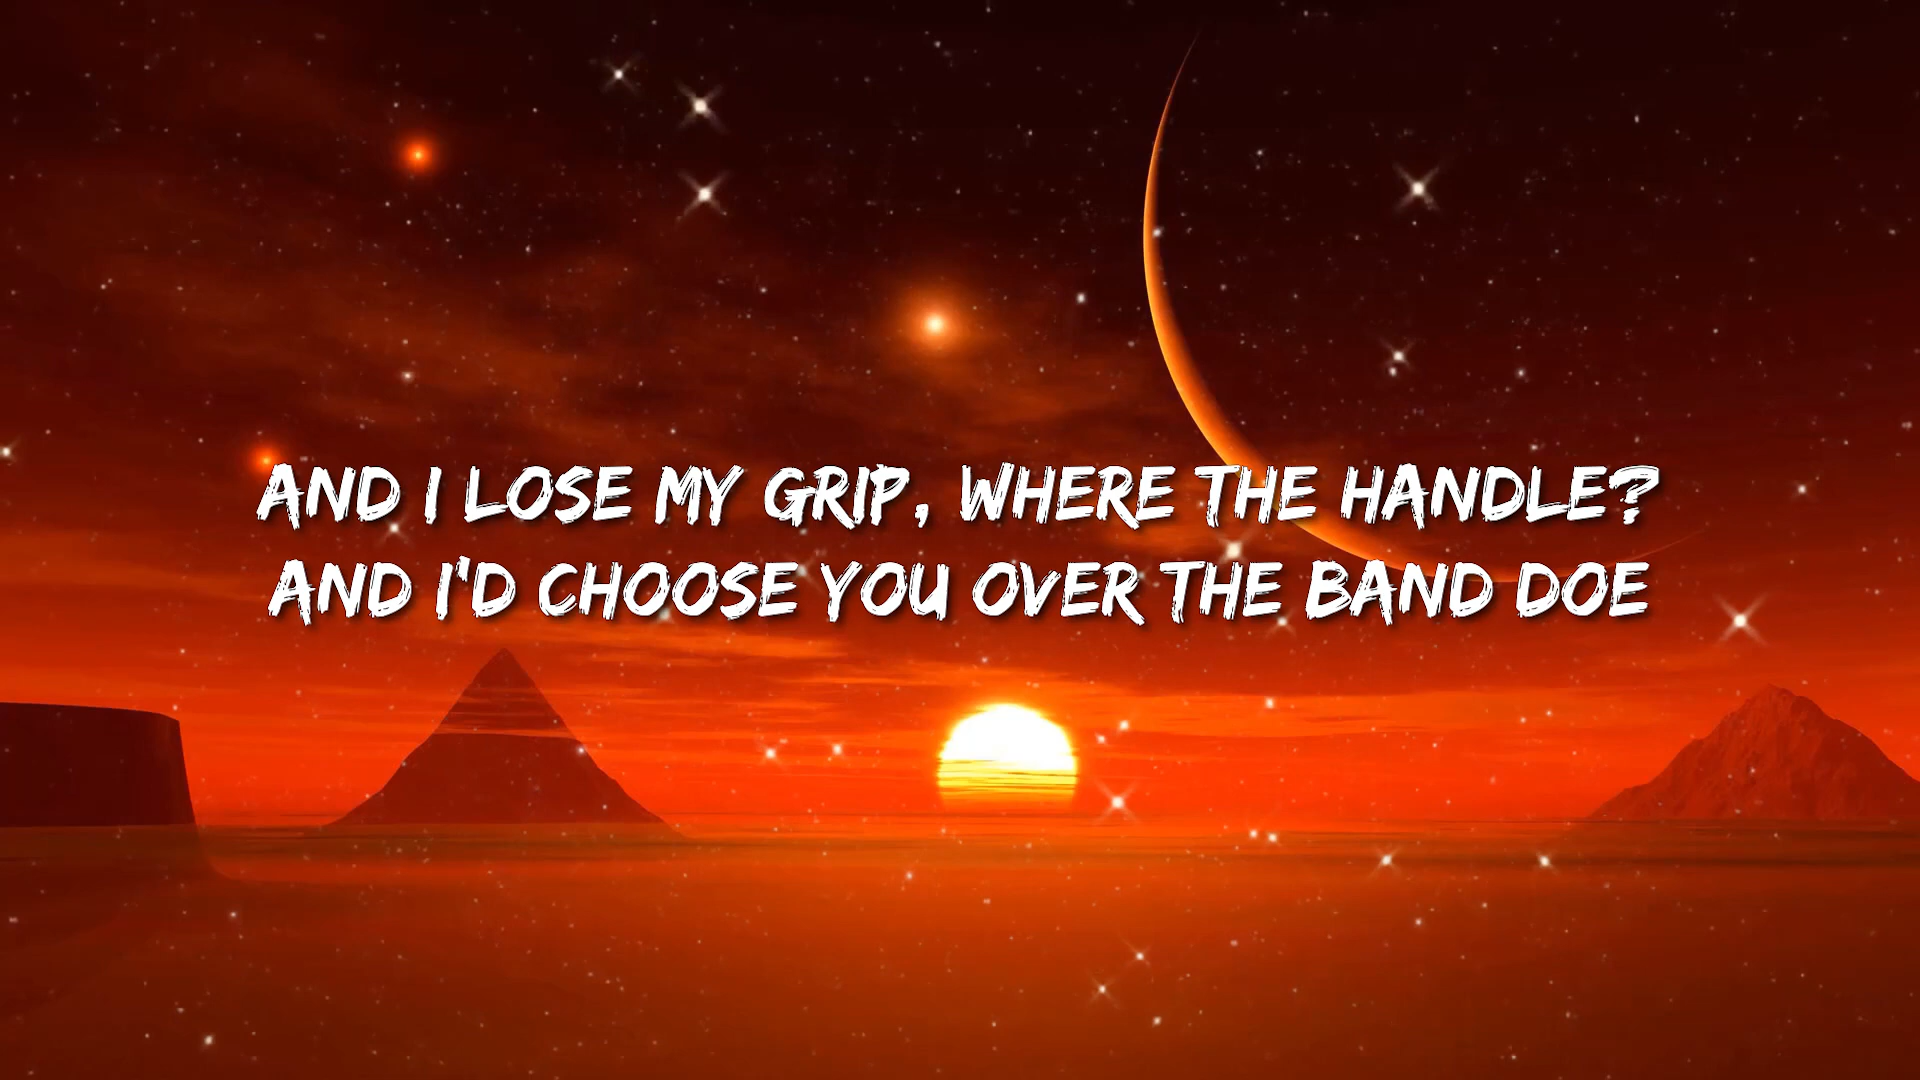 AND I LOSE MY GRIP, WHERE THE HANDLE?
AND I'D CHOOSE YOU OVER THE BAND DOE